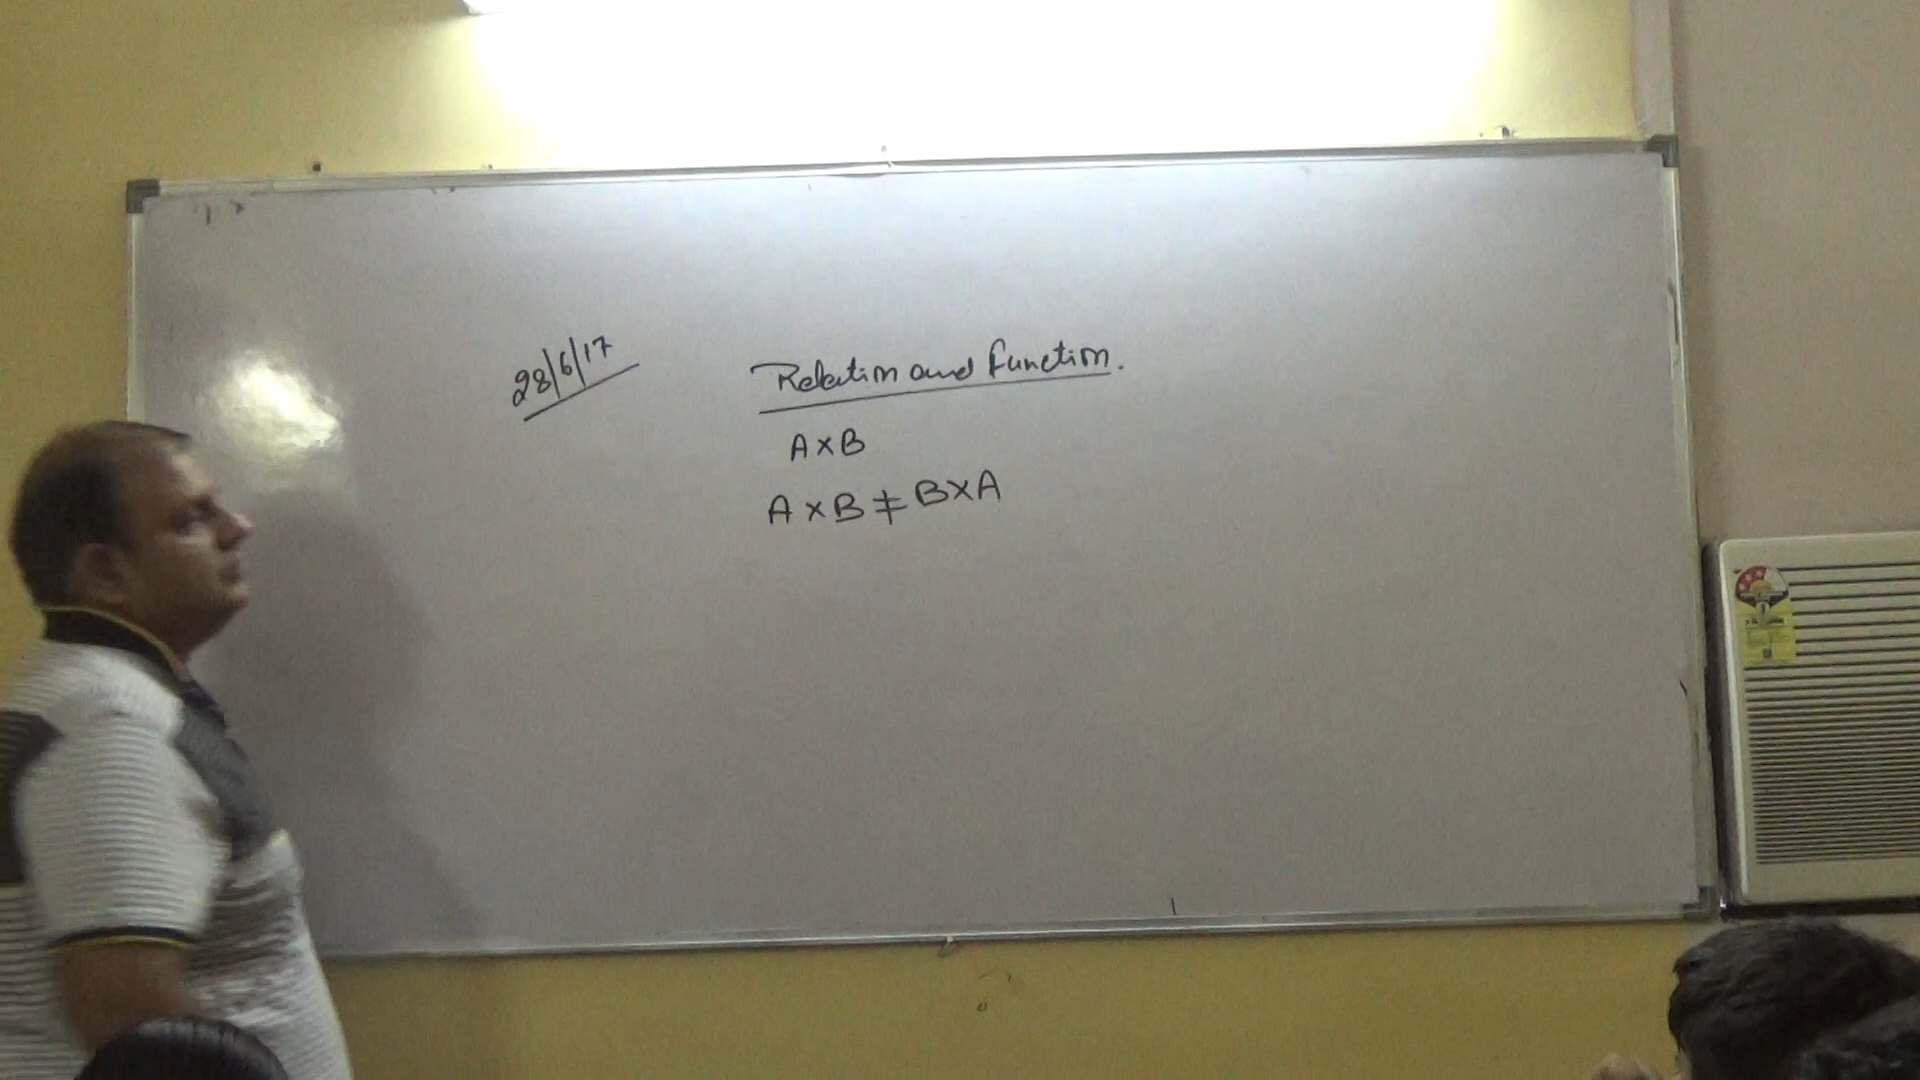 28/6/17
Relation and Function.
A×B
A×B≠B×A